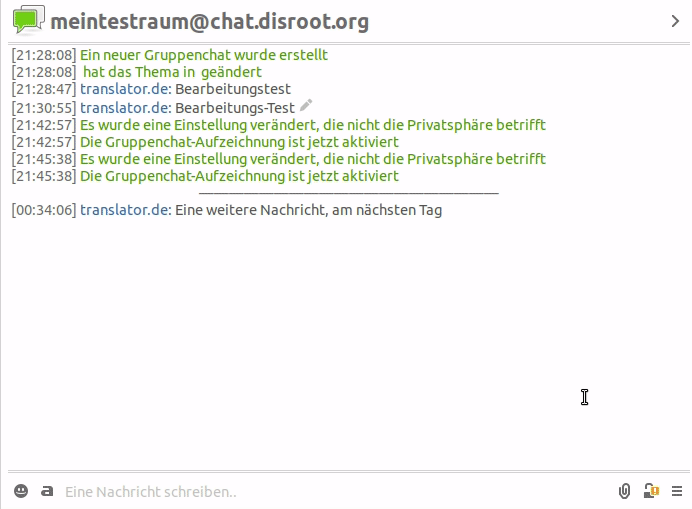 meintestraum@chat.disroot.org
[21:28:08] Ein neuer Gruppenchat wurde erstellt
[21:28:08]  hat das Thema in  geändert
[21:28:47] translator.de: Bearbeitungstest
[21:30:55] translator.de: Bearbeitungs-Test
[21:42:57] Es wurde eine Einstellung verändert, die nicht die Privatsphäre betrifft
[21:42:57] Die Gruppenchat-Aufzeichnung ist jetzt aktiviert
[21:45:38] Es wurde eine Einstellung verändert, die nicht die Privatsphäre betrifft
[21:45:38] Die Gruppenchat-Aufzeichnung ist jetzt aktiviert
[00:34:06] translator.de: Eine weitere Nachricht, am nächsten Tag
a Eine Nachricht schreiben..